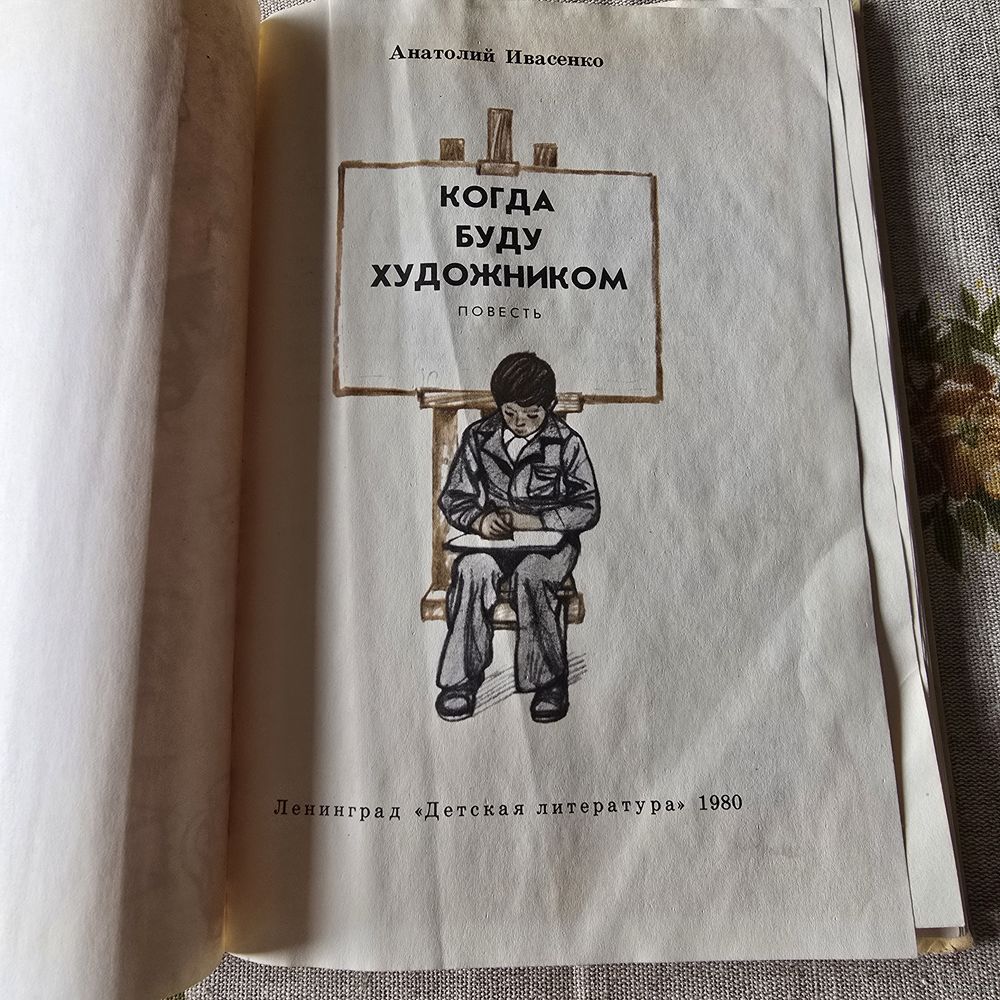 Анатолий Ивасенко
КОГДА
БУДУ
ХУДОЖНИКОМ
ПОВЕСТЬ
Ленинград «Детская литература» 1980